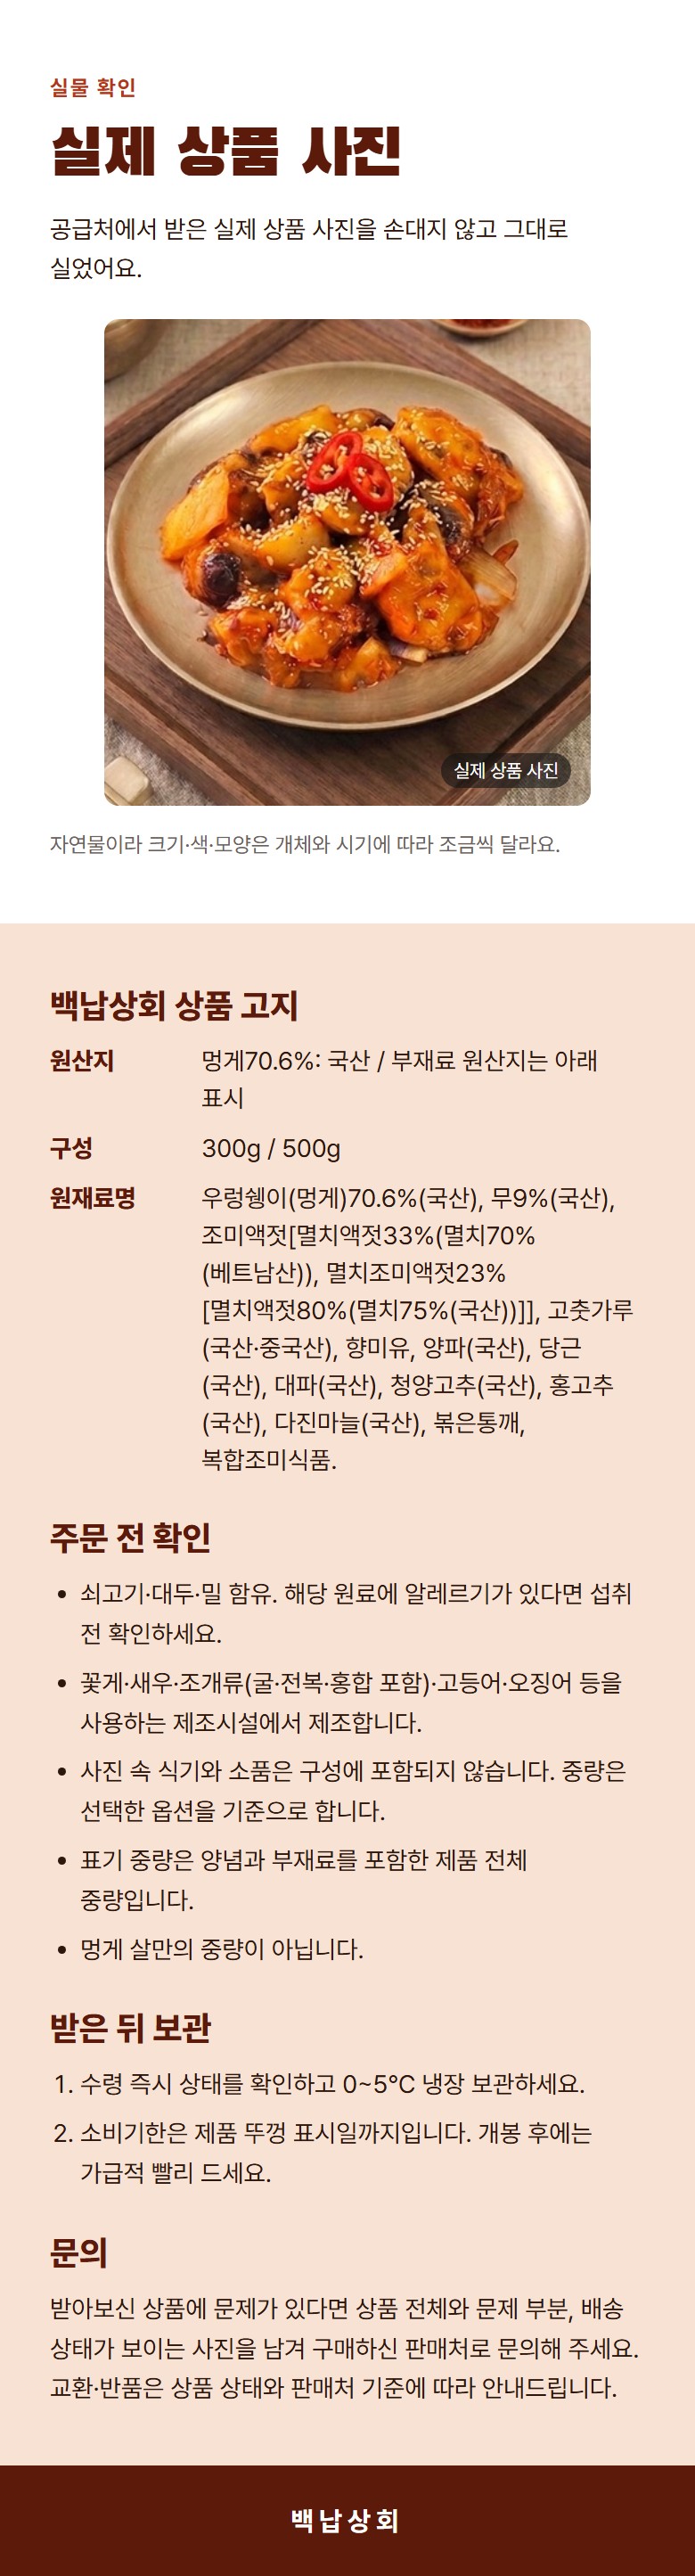 실물 확인
실제 상품 사진
공급처에서 받은 실제 상품 사진을 손대지 않고 그대로
실었어요.
실제 상품 사진
자연물이라 크기·색·모양은 개체와 시기에 따라 조금씩 달라요.
백납상회 상품 고지
원산지 멍게70.6%: 국산 / 부재료 원산지는 아래
표시
구성 300g / 500g
원재료명 우렁쉥이(멍게)70.6%(국산), 무9%(국산),
조미액젓[멸치액젓33%(멸치70%
(베트남산)), 멸치조미액젓23%
[멸치액젓80%(멸치75%(국산))]], 고춧가루
(국산·중국산), 향미유, 양파(국산), 당근
(국산), 대파(국산), 청양고추(국산), 홍고추
(국산), 다진마늘(국산), 볶은통깨,
복합조미식품.
주문 전 확인
• 쇠고기·대두·밀 함유. 해당 원료에 알레르기가 있다면 섭취
전 확인하세요.
• 꽃게·새우·조개류(굴·전복·홍합 포함)·고등어·오징어 등을
사용하는 제조시설에서 제조합니다.
• 사진 속 식기와 소품은 구성에 포함되지 않습니다. 중량은
선택한 옵션을 기준으로 합니다.
• 표기 중량은 양념과 부재료를 포함한 제품 전체
중량입니다.
• 멍게 살만의 중량이 아닙니다.
받은 뒤 보관
1. 수령 즉시 상태를 확인하고 0~5℃ 냉장 보관하세요.
2. 소비기한은 제품 뚜껑 표시일까지입니다. 개봉 후에는
가급적 빨리 드세요.
문의
받아보신 상품에 문제가 있다면 상품 전체와 문제 부분, 배송
상태가 보이는 사진을 남겨 구매하신 판매처로 문의해 주세요.
교환·반품은 상품 상태와 판매처 기준에 따라 안내드립니다.
백납상회